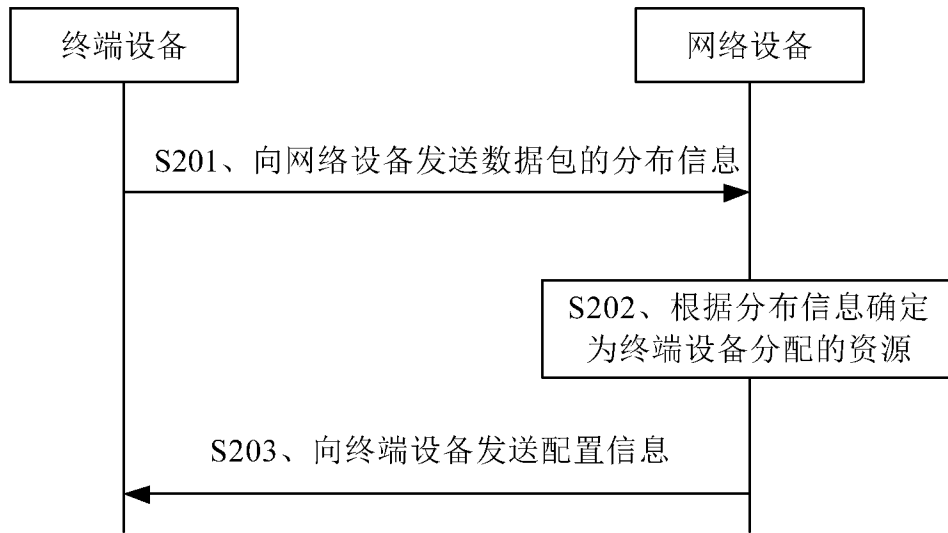 终端设备
网络设备
S201、向网络设备发送数据包的分布信息
S202、根据分布信息确定
为终端设备分配的资源
S203、向终端设备发送配置信息